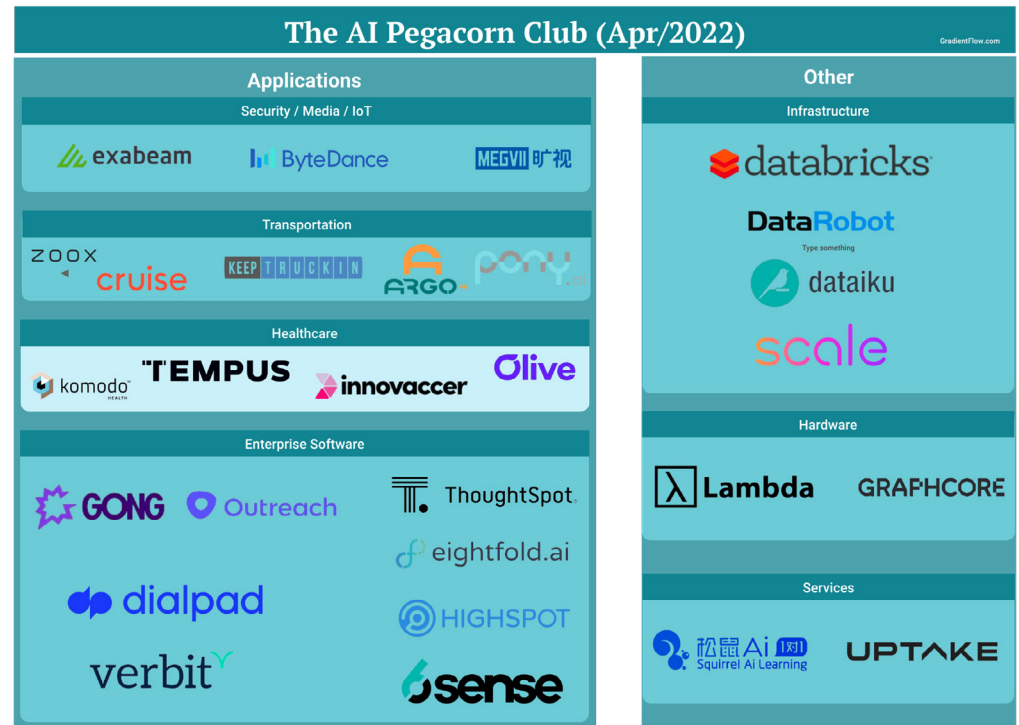 The AI Pegacorn Club (Apr/2022)
GradientFlow.com
Applications
Security / Media / IoT
exabeam
ByteDance
MEGVII 旷视
Transportation
ZOOX
cruise
KEEPTRUCKIN
ARGO AI
pony.ai
Healthcare
komodo™
HEALTH
TEMPUS
innovaccer
Olive
Enterprise Software
GONG
Outreach
ThoughtSpot®
eightfold.ai
dialpad
HIGHSPOT
verbit
6sense
Other
Infrastructure
databricks
DataRobot
Type something
dataiku
scale
Hardware
Lambda
GRAPHCORE
Services
松鼠Ai 1对1
Squirrel Ai Learning
UPTAKE